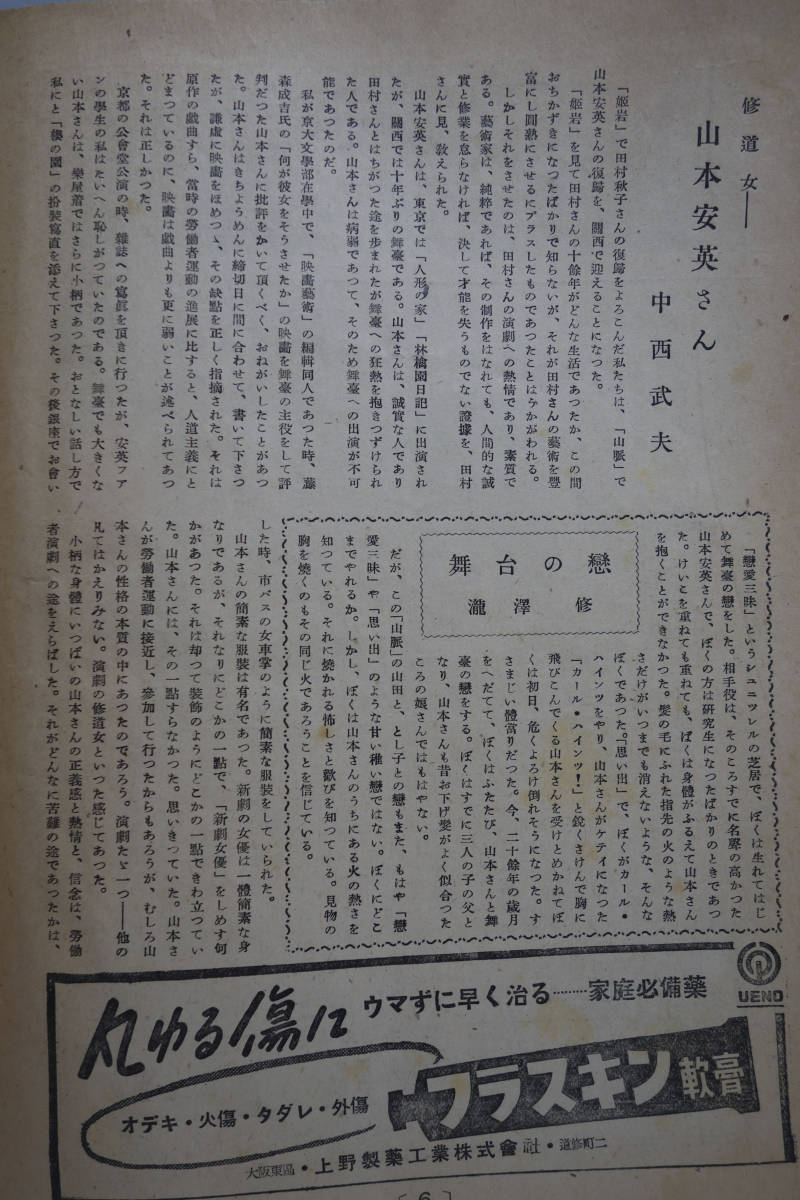 修道女――
山本安英さん
中西武夫
「姫岩」で田村秋子さんの復歸をよろこんだ私たちは、「山脈」で
山本安英さんの復歸を、關西で迎えることになつた。
「姫岩」を見て田村さんの十餘年がどんな生活であつたか、この間
おちかずきになつたばかりで知らないが、それが田村さんの藝術を豐
富にし圓熟にさせるにプラスしたものであつたことはうかがわれる。
しかしそれをさせたのは、田村さんの演劇への熱情であり、素質で
ある。藝術家は、純粋であれば、その制作をはなれても、人間的な誠
實と修業を怠らなければ、決して才能を失うものでない證據を、田村
さんに見、敎えられた。
山本安英さんは、東京では「人形の家」「林檎園日記」に出演され
たが、關西では十年ぶりの舞臺である。山本さんは、誠實な人であり
田村さんとはちがつた途を歩まれたが舞臺への狂熱を抱きつずけられ
た人である。山本さんは病弱であつて、そのため舞臺への出演が不可
能であつたのだ。
私が京大文學部在學中で、「映畫藝術」の編輯同人であつた時、藤
森成吉氏の「何が彼女をそうさせたか」の映畫を舞臺の主役をして評
判だつた山本さんに批評をかいて頂くべく、おねがいしたことがあつ
た。山本さんはきちようめんに締切日に間に合わせて、書いて下さつ
たが、謙虚に映畫をほめつゝ、その缺點を正しく指摘された。それは
原作の戯曲すら、當時の勞働者運動の進展に比すると、人道主義にと
どまつているのに、映畫は戯曲よりも更に弱いことが述べられてあつ
た。それは正しかつた。
京都の公會堂公演の時、雜誌への寫眞を頂きに行つたが、安英ファ
ンの學生の私はたいへん恥しがつていたのである。舞臺でも大きくな
い山本さんは、樂屋着ではさらに小柄であつた。おとなしい話し方で
私にと「櫻の園」の扮装寫眞を添えて下さつた。その後銀座でお會い
した時、市バスの女車掌のように簡素な服装をしていられた。
山本さんの簡素な服装は有名であつた。新劇の女優は一體簡素な身
なりであるが、それなりにどこかの一點で、「新劇女優」をしめす何
かがあつた。それは却つて装飾のようにどこかの一點できわ立つてい
た。山本さんには、その一點すらなかつた。思いきつていた。山本さ
んが勞働者運動に接近し、參加して行つたからもあろうが、むしろ山
本さんの性格の本質の中にあつたのであろう。演劇たゞ一つ――他の
凡てはかえりみない。演劇の修道女といつた感じてあつた。
小柄な身體にいつぱいの山本さんの正義感と熱情と、信念は、勞働
者演劇への途をえらばした。それがどんなに苦難の途であつたかは、
舞台の戀
瀧澤修
「戀愛三昧」というシュニツレルの芝居で、ぼくは生れてはじ
めて舞臺の戀をした。相手役は、そのころすでに名聲の高かつた
山本安英さんで、ぼくの方は研究生になつたばかりのときであつ
た。けいこを重ねても重ねても、ぼくは身體がふるえて山本さん
を抱くことができなかつた。髮の毛にふれた指先の火のような熱
さだけがいつまでも消えないような、そんな
ぼくであつた。「思い出」で、ぼくがカール・
ハインツをやり、山本さんがケテイになつた
「カール・ハインツ！」と鋭くさけんで胸に
飛びこんでくる山本さんを受けとめかねてぼ
くは初日、危くよろけ倒れそうになつた。す
さまじい體當りだつた。今、二十餘年の歳月
をへだてて、ぼくはふたたび、山本さんと舞
臺の戀をする。ぼくはすでに三人の子の父と
なり、山本さんも昔お下げ髮がよく似合つた
ころの娘さんではもはやない。
だが、この「山脈」の山田と、とし子との戀もまた、もはや「戀
愛三昧」や「思い出」のような甘い稚い戀ではない。ぼくにどこ
までやれるか。しかし、ぼくは山本さんのうちにある火の熱さを
知つている。それに燒かれる怖しさと歡びを知つている。見物の
胸を燒くのもその同じ火であろうことを信じている。
UENO
ウマずに早く治る……家庭必備薬
凡ゆる傷に
フラスキン軟膏
オデキ・火傷・タダレ・外傷
大阪東區・上野製薬工業株式會社・道修町二
〔6〕